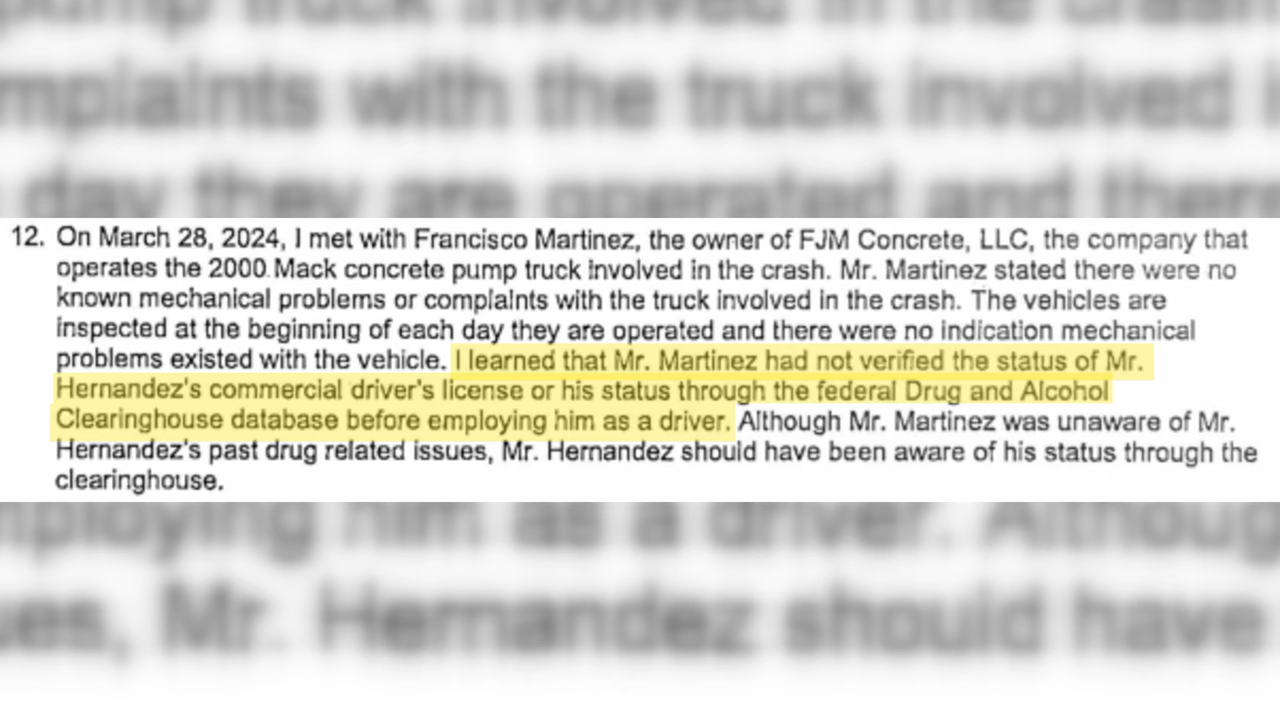 12. On March 28, 2024, I met with Francisco Martinez, the owner of FJM Concrete, LLC, the company that
operates the 2000 Mack concrete pump truck involved in the crash. Mr. Martinez stated there were no
known mechanical problems or complaints with the truck involved in the crash. The vehicles are
inspected at the beginning of each day they are operated and there were no indication mechanical
problems existed with the vehicle. I learned that Mr. Martinez had not verified the status of Mr.
Hernandez's commercial driver's license or his status through the federal Drug and Alcohol
Clearinghouse database before employing him as a driver. Although Mr. Martinez was unaware of Mr.
Hernandez's past drug related issues, Mr. Hernandez should have been aware of his status through the
clearinghouse.